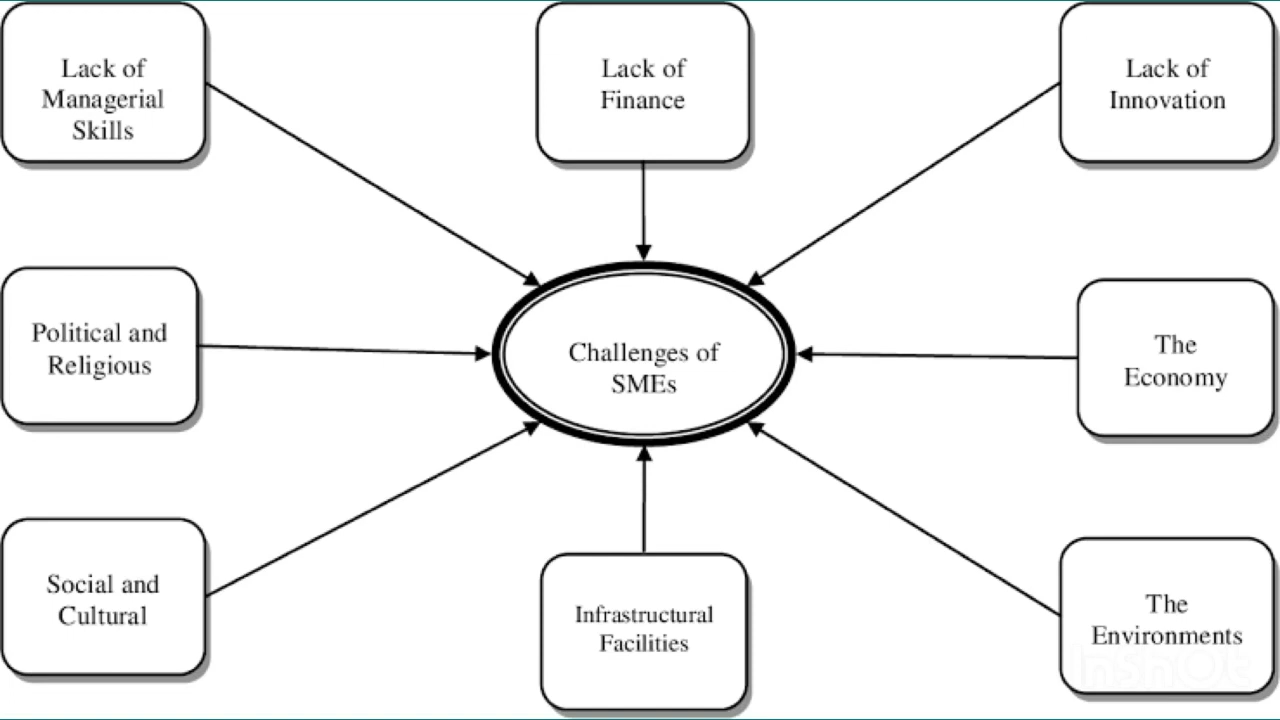 Lack of
Managerial
Skills
Lack of
Finance
Lack of
Innovation
Political and
Religious
Challenges of
SMEs
The
Economy
Social and
Cultural
Infrastructural
Facilities
The
Environments
InShOt